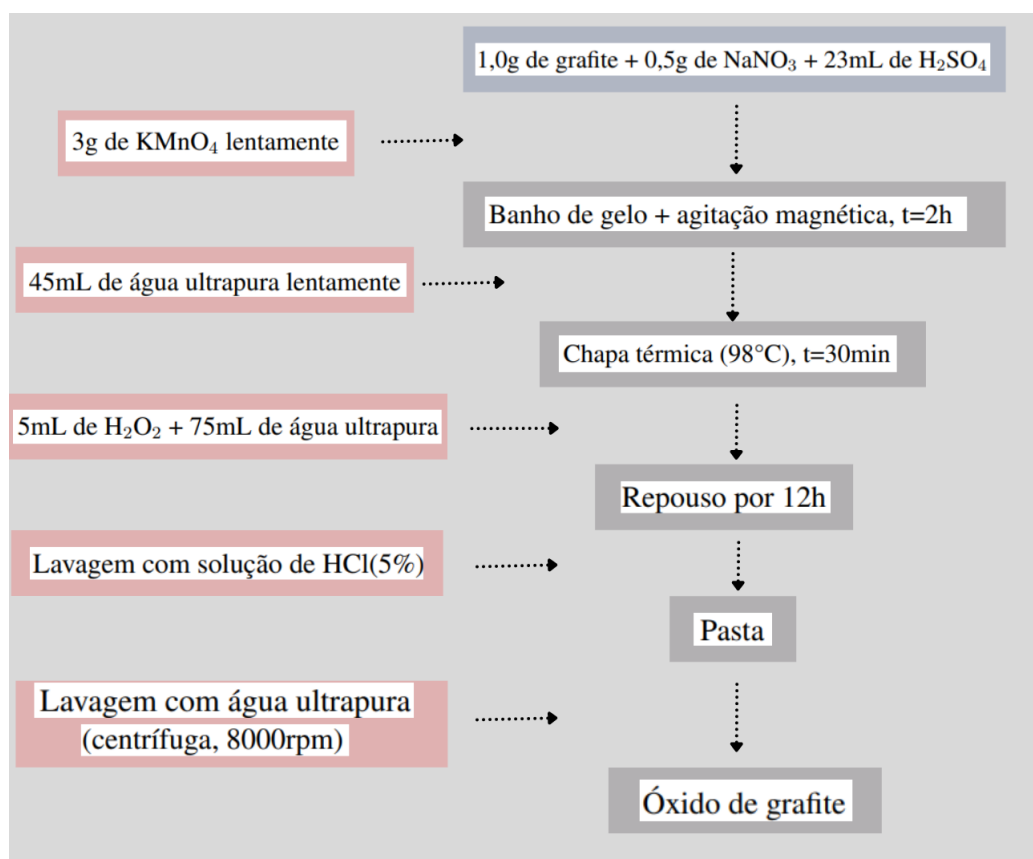 1,0g de grafite + 0,5g de NaNO₃ + 23mL de H₂SO₄
3g de KMnO₄ lentamente
Banho de gelo + agitação magnética, t=2h
45mL de água ultrapura lentamente
Chapa térmica (98°C), t=30min
5mL de H₂O₂ + 75mL de água ultrapura
Repouso por 12h
Lavagem com solução de HCl(5%)
Pasta
Lavagem com água ultrapura
(centrífuga, 8000rpm)
Óxido de grafite